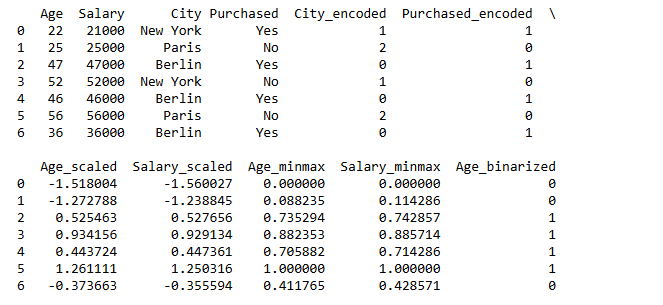 Age Salary City Purchased City_encoded Purchased_encoded \
0 22 21000 New York Yes 1 1
1 25 25000 Paris No 2 0
2 47 47000 Berlin Yes 0 1
3 52 52000 New York No 1 0
4 46 46000 Berlin Yes 0 1
5 56 56000 Paris No 2 0
6 36 36000 Berlin Yes 0 1
Age_scaled Salary_scaled Age_minmax Salary_minmax Age_binarized
0 -1.518004 -1.560027 0.000000 0.000000 0
1 -1.272788 -1.238845 0.088235 0.114286 0
2 0.525463 0.527656 0.735294 0.742857 1
3 0.934156 0.929134 0.882353 0.885714 1
4 0.443724 0.447361 0.705882 0.714286 1
5 1.261111 1.250316 1.000000 1.000000 1
6 -0.373663 -0.355594 0.411765 0.428571 0